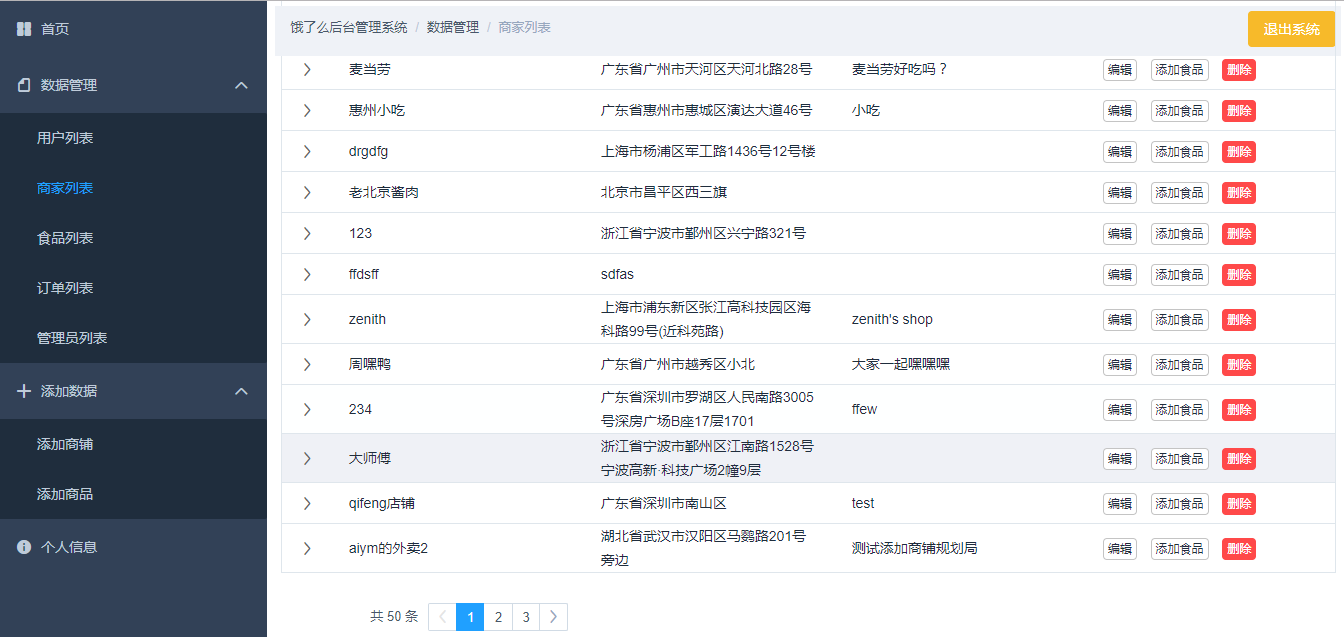 首页
数据管理
用户列表
商家列表
食品列表
订单列表
管理员列表
添加数据
添加商铺
添加商品
个人信息
饿了么后台管理系统 / 数据管理 / 商家列表
退出系统
麦当劳 广东省广州市天河区天河北路28号 麦当劳好吃吗？ 编辑 添加食品 删除
惠州小吃 广东省惠州市惠城区演达大道46号 小吃 编辑 添加食品 删除
drgdfg 上海市杨浦区军工路1436号12号楼 编辑 添加食品 删除
老北京酱肉 北京市昌平区西三旗 编辑 添加食品 删除
123 浙江省宁波市鄞州区兴宁路321号 编辑 添加食品 删除
ffdsff sdfas 编辑 添加食品 删除
zenith 上海市浦东新区张江高科技园区海
科路99号(近科苑路) zenith's shop 编辑 添加食品 删除
周嘿鸭 广东省广州市越秀区小北 大家一起嘿嘿嘿 编辑 添加食品 删除
234 广东省深圳市罗湖区人民南路3005
号深房广场B座17层1701 ffew 编辑 添加食品 删除
大师傅 浙江省宁波市鄞州区江南路1528号
宁波高新·科技广场2幢9层 编辑 添加食品 删除
qifeng店铺 广东省深圳市南山区 test 编辑 添加食品 删除
aiym的外卖2 湖北省武汉市汉阳区马鹦路201号
旁边 测试添加商铺规划局 编辑 添加食品 删除
共 50 条 1 2 3